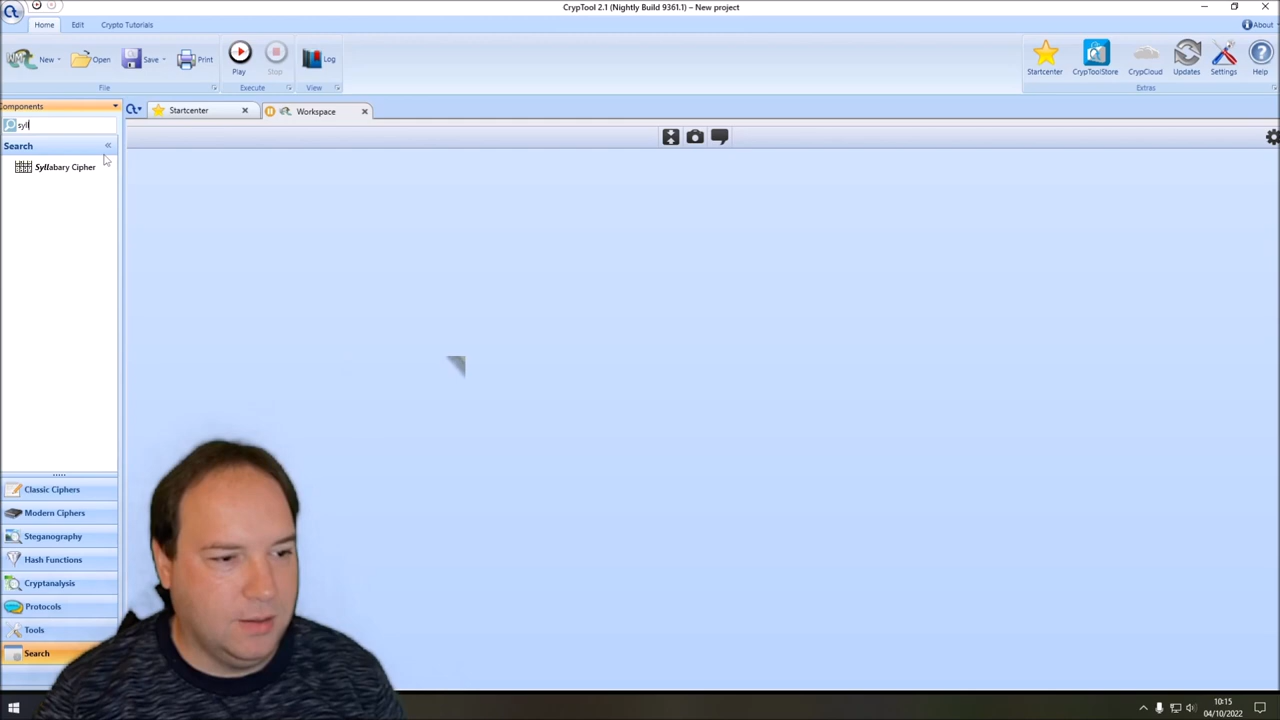 CrypTool 2.1 (Nightly Build 9361.1) – New project
Home Edit Crypto Tutorials About
New Open Save Print Play Stop Log Startcenter CrypToolStore CrypCloud Updates Settings Help
File Execute View Extras
Components
Startcenter Workspace
syll
Search
Syllabary Cipher
Classic Ciphers
Modern Ciphers
Steganography
Hash Functions
Cryptanalysis
Protocols
Tools
Search
10:15
04/10/2022